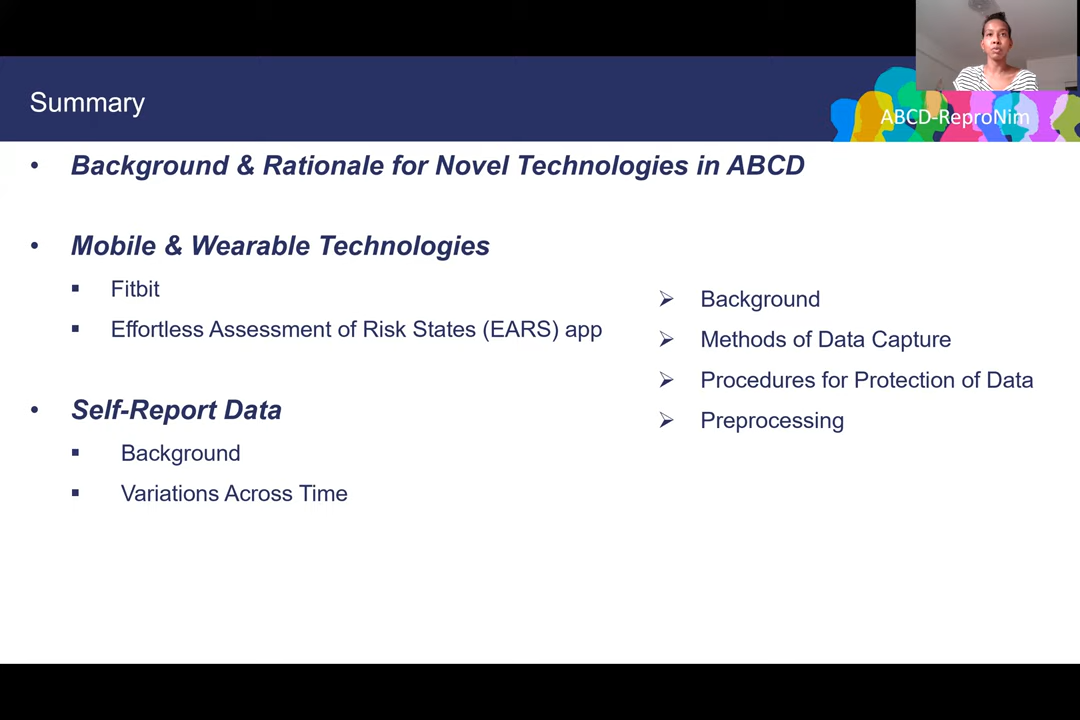 Summary
ABCD-ReproNim
• Background & Rationale for Novel Technologies in ABCD
• Mobile & Wearable Technologies
▪ Fitbit
▪ Effortless Assessment of Risk States (EARS) app
➢ Background
➢ Methods of Data Capture
➢ Procedures for Protection of Data
➢ Preprocessing
• Self-Report Data
▪ Background
▪ Variations Across Time